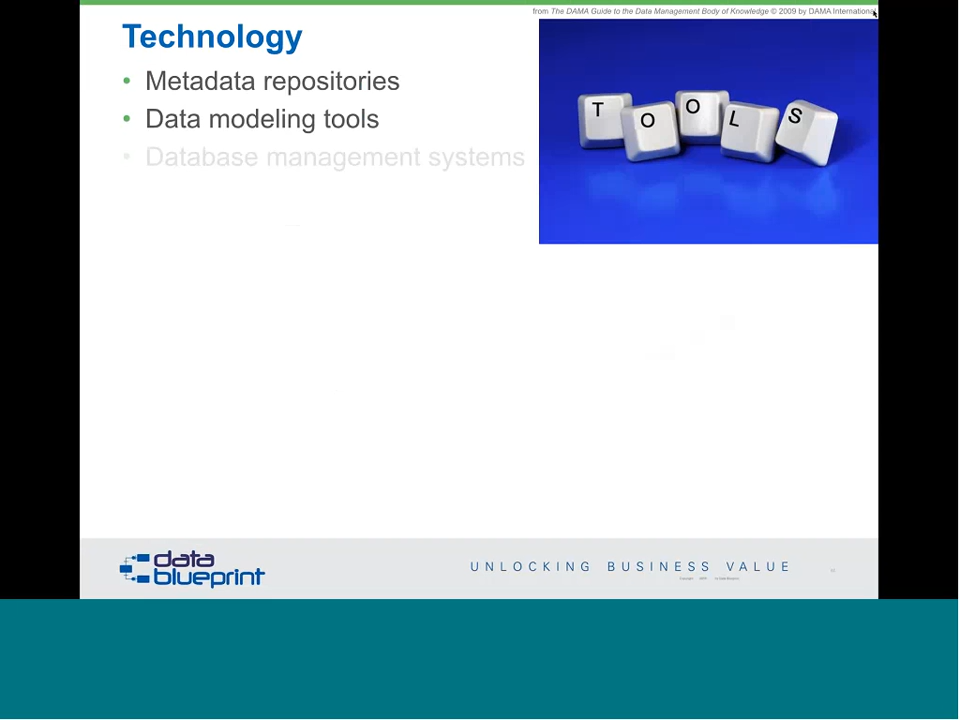 from The DAMA Guide to the Data Management Body of Knowledge © 2009 by DAMA International
Technology
• Metadata repositories
• Data modeling tools
• Database management systems
TOOLS
data
blueprint
UNLOCKING BUSINESS VALUE